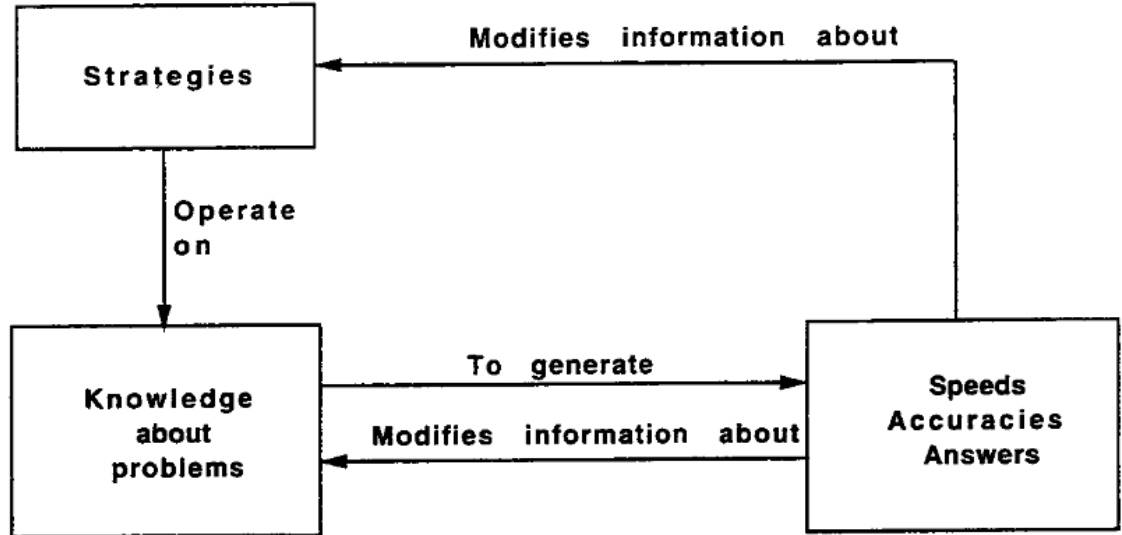 Modifies information about
Strategies
Operate
on
To generate
Knowledge
about
problems
Modifies information about
Speeds
Accuracies
Answers